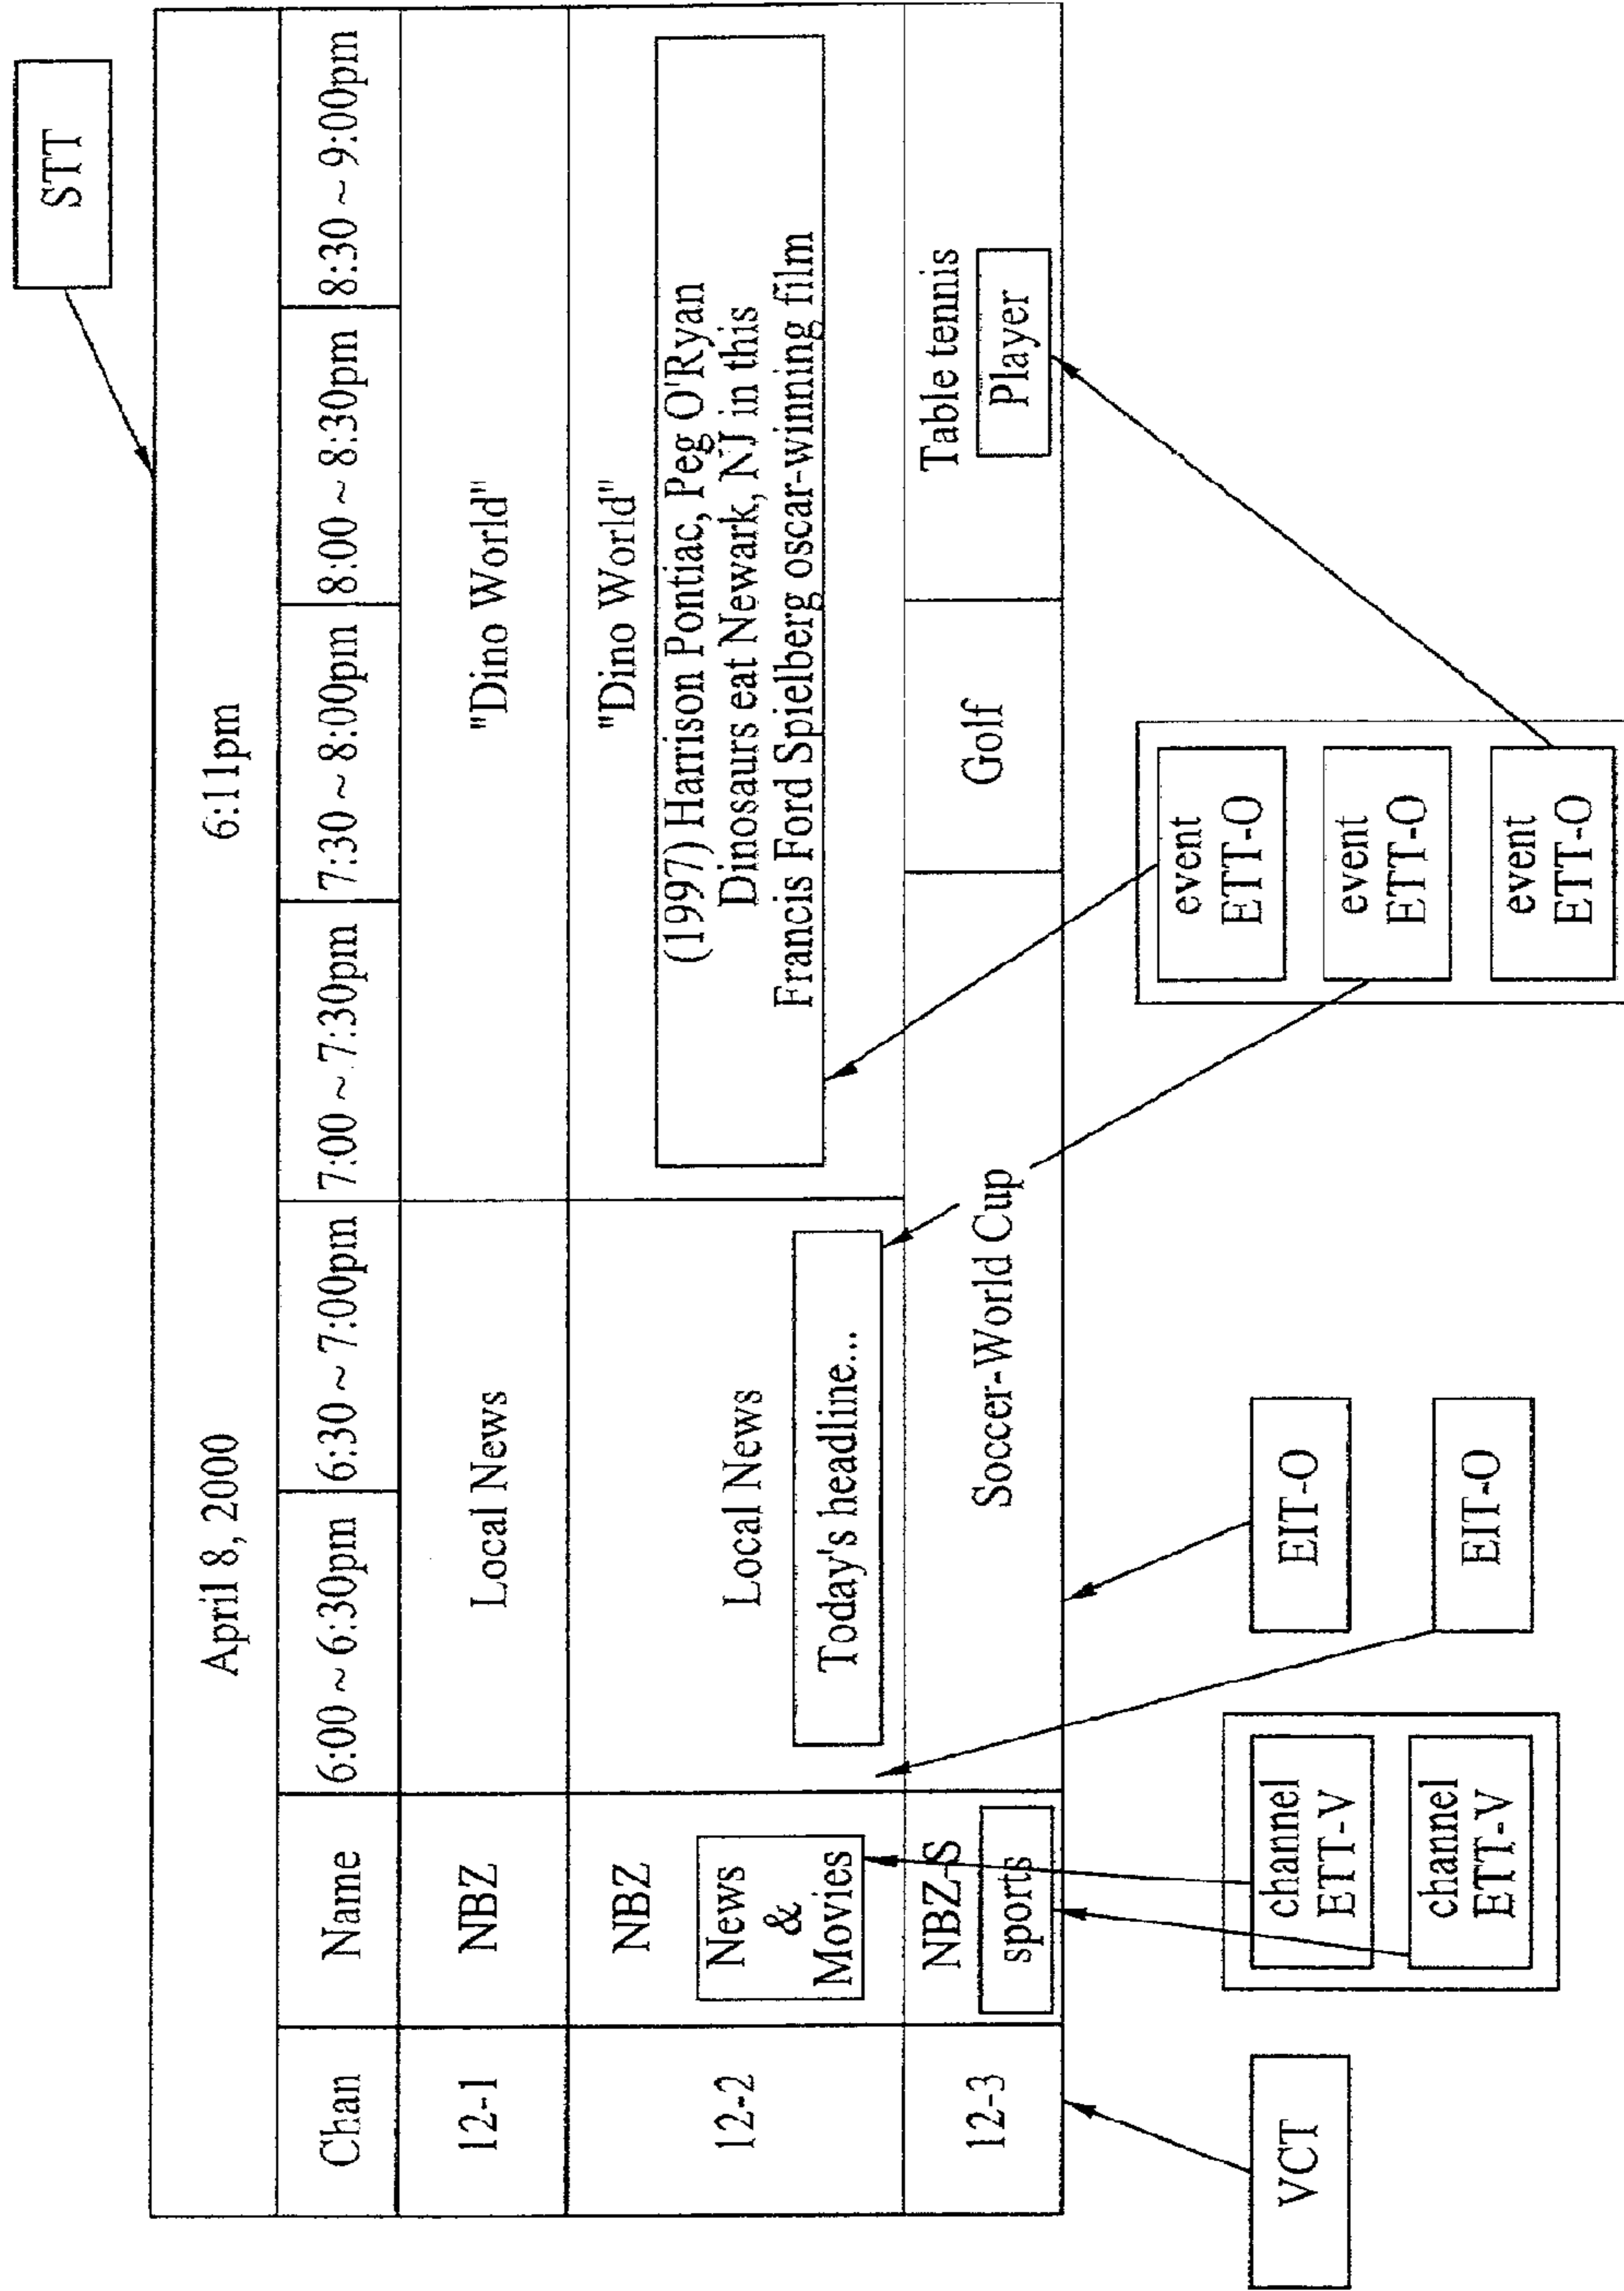 STT
April 8, 2000 6:11pm
Chan Name 6:00 ~ 6:30pm 6:30 ~ 7:00pm 7:00 ~ 7:30pm 7:30 ~ 8:00pm 8:00 ~ 8:30pm 8:30 ~ 9:00pm
12-1 NBZ Local News "Dino World"
12-2 NBZ Local News "Dino World"
News
&
Movies
Today's headline...
(1997) Harrison Pontiac, Peg O'Ryan
Dinosaurs eat Newark, NJ in this
Francis Ford Spielberg oscar-winning film
12-3 NBZ-S Soccer-World Cup Golf Table tennis
sports
Player
VCT
channel
ETT-V
channel
ETT-V
EIT-O
EIT-O
event
ETT-O
event
ETT-O
event
ETT-O